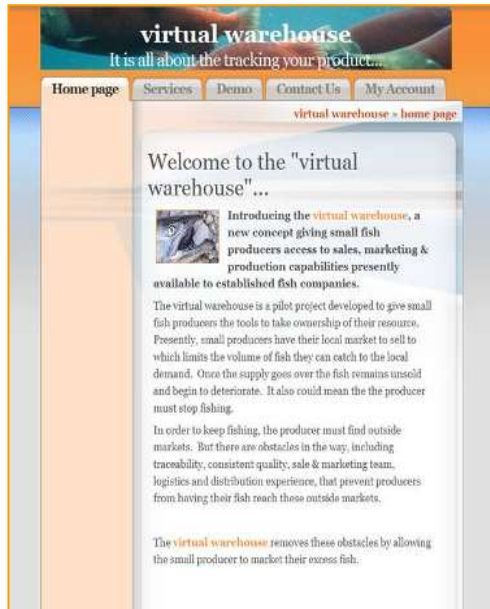 virtual warehouse
It is all about the tracking your product...
Home page Services Demo Contact Us My Account
virtual warehouse » home page
Welcome to the "virtual
warehouse"...
Introducing the virtual warehouse, a
new concept giving small fish
producers access to sales, marketing &
production capabilities presently
available to established fish companies.
The virtual warehouse is a pilot project developed to give small
fish producers the tools to take ownership of their resource.
Presently, small producers have their local market to sell to
which limits the volume of fish they can catch to the local
demand. Once the supply goes over the fish remains unsold
and begin to deteriorate. It also could mean the the producer
must stop fishing.
In order to keep fishing, the producer must find outside
markets. But there are obstacles in the way, including
traceability, consistent quality, sale & marketing team,
logistics and distribution experience, that prevent producers
from having their fish reach these outside markets.
The virtual warehouse removes these obstacles by allowing
the small producer to market their excess fish.